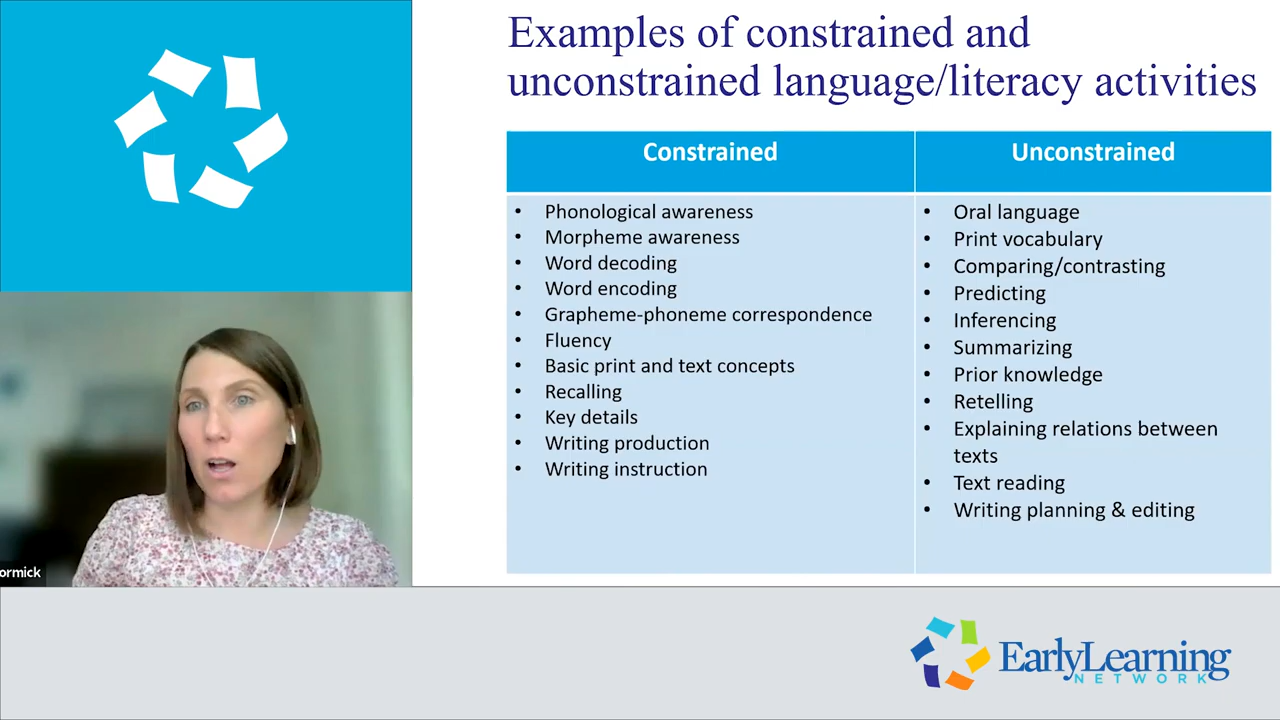 Examples of constrained and
unconstrained language/literacy activities
Constrained
• Phonological awareness
• Morpheme awareness
• Word decoding
• Word encoding
• Grapheme-phoneme correspondence
• Fluency
• Basic print and text concepts
• Recalling
• Key details
• Writing production
• Writing instruction
Unconstrained
• Oral language
• Print vocabulary
• Comparing/contrasting
• Predicting
• Inferencing
• Summarizing
• Prior knowledge
• Retelling
• Explaining relations between
texts
• Text reading
• Writing planning & editing
ormick
EarlyLearning
NETWORK